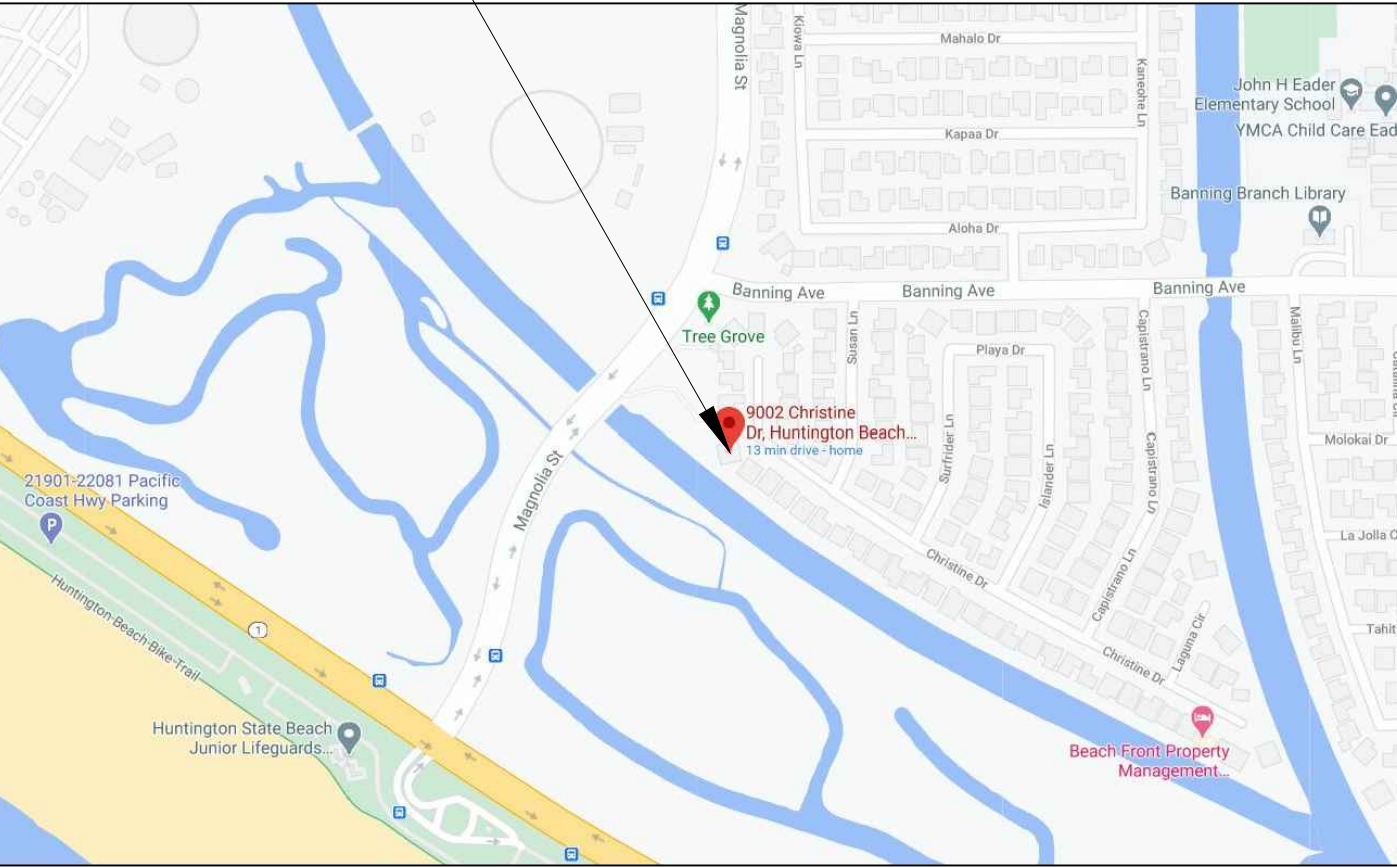 Magnolia St
Kiowa Ln
Mahalo Dr
Kaneohe Ln
John H Eader
Elementary School
YMCA Child Care Ead
Kapaa Dr
Banning Branch Library
Aloha Dr
Banning Ave
Banning Ave
Banning Ave
Tree Grove
Susan Ln
Playa Dr
Capistrano Ln
Malibu Ln
9002 Christine
Dr, Huntington Beach...
13 min drive - home
Surfrider Ln
Islander Ln
Capistrano Ln
Molokai Dr
21901-22081 Pacific
Coast Hwy Parking
P
Magnolia St
La Jolla C
Christine Dr
Capistrano Ln
Huntington-Beach-Bike-Trail
1
Laguna Cir
Tahit
Christine Dr
Huntington State Beach
Junior Lifeguards...
Beach Front Property
Management...